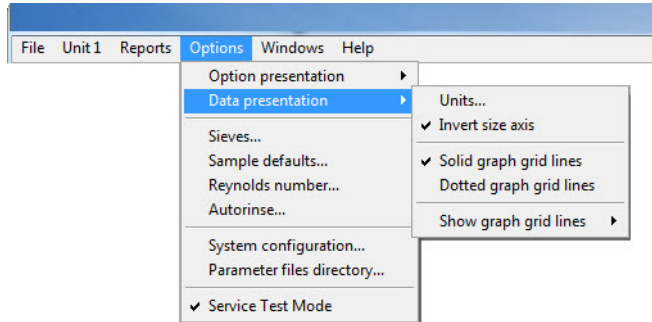 File Unit 1 Reports Options Windows Help
Option presentation
Data presentation
Units...
Invert size axis
Sieves...
Solid graph grid lines
Sample defaults...
Dotted graph grid lines
Reynolds number...
Autorinse...
Show graph grid lines
System configuration...
Parameter files directory...
Service Test Mode